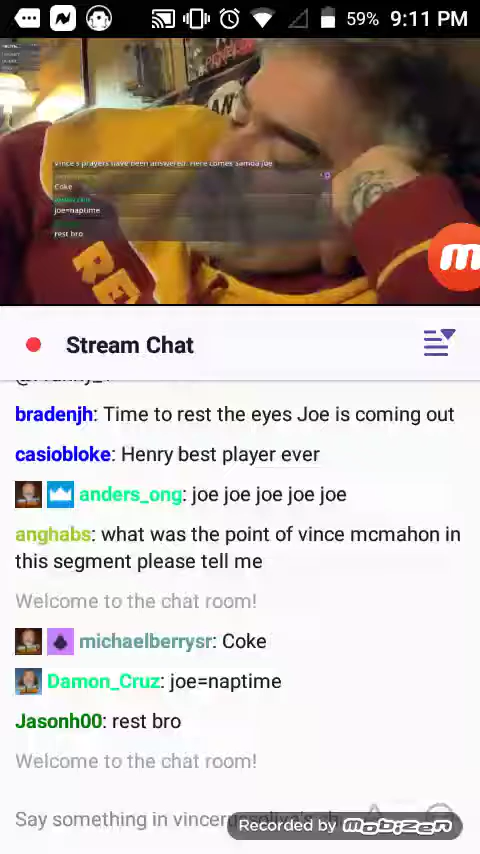 59% 9:11 PM
AN
Vince's prayers have been answered. Here comes Samoa Joe
Coke
joe=naptime
rest bro
RE
m
Stream Chat
bradenjh: Time to rest the eyes Joe is coming out
casiobloke: Henry best player ever
anders_ong: joe joe joe joe joe
anghabs: what was the point of vince mcmahon in
this segment please tell me
Welcome to the chat room!
michaelberrysr: Coke
Damon_Cruz: joe=naptime
Jasonh00: rest bro
Welcome to the chat room!
Say something in
Recorded by mobizen